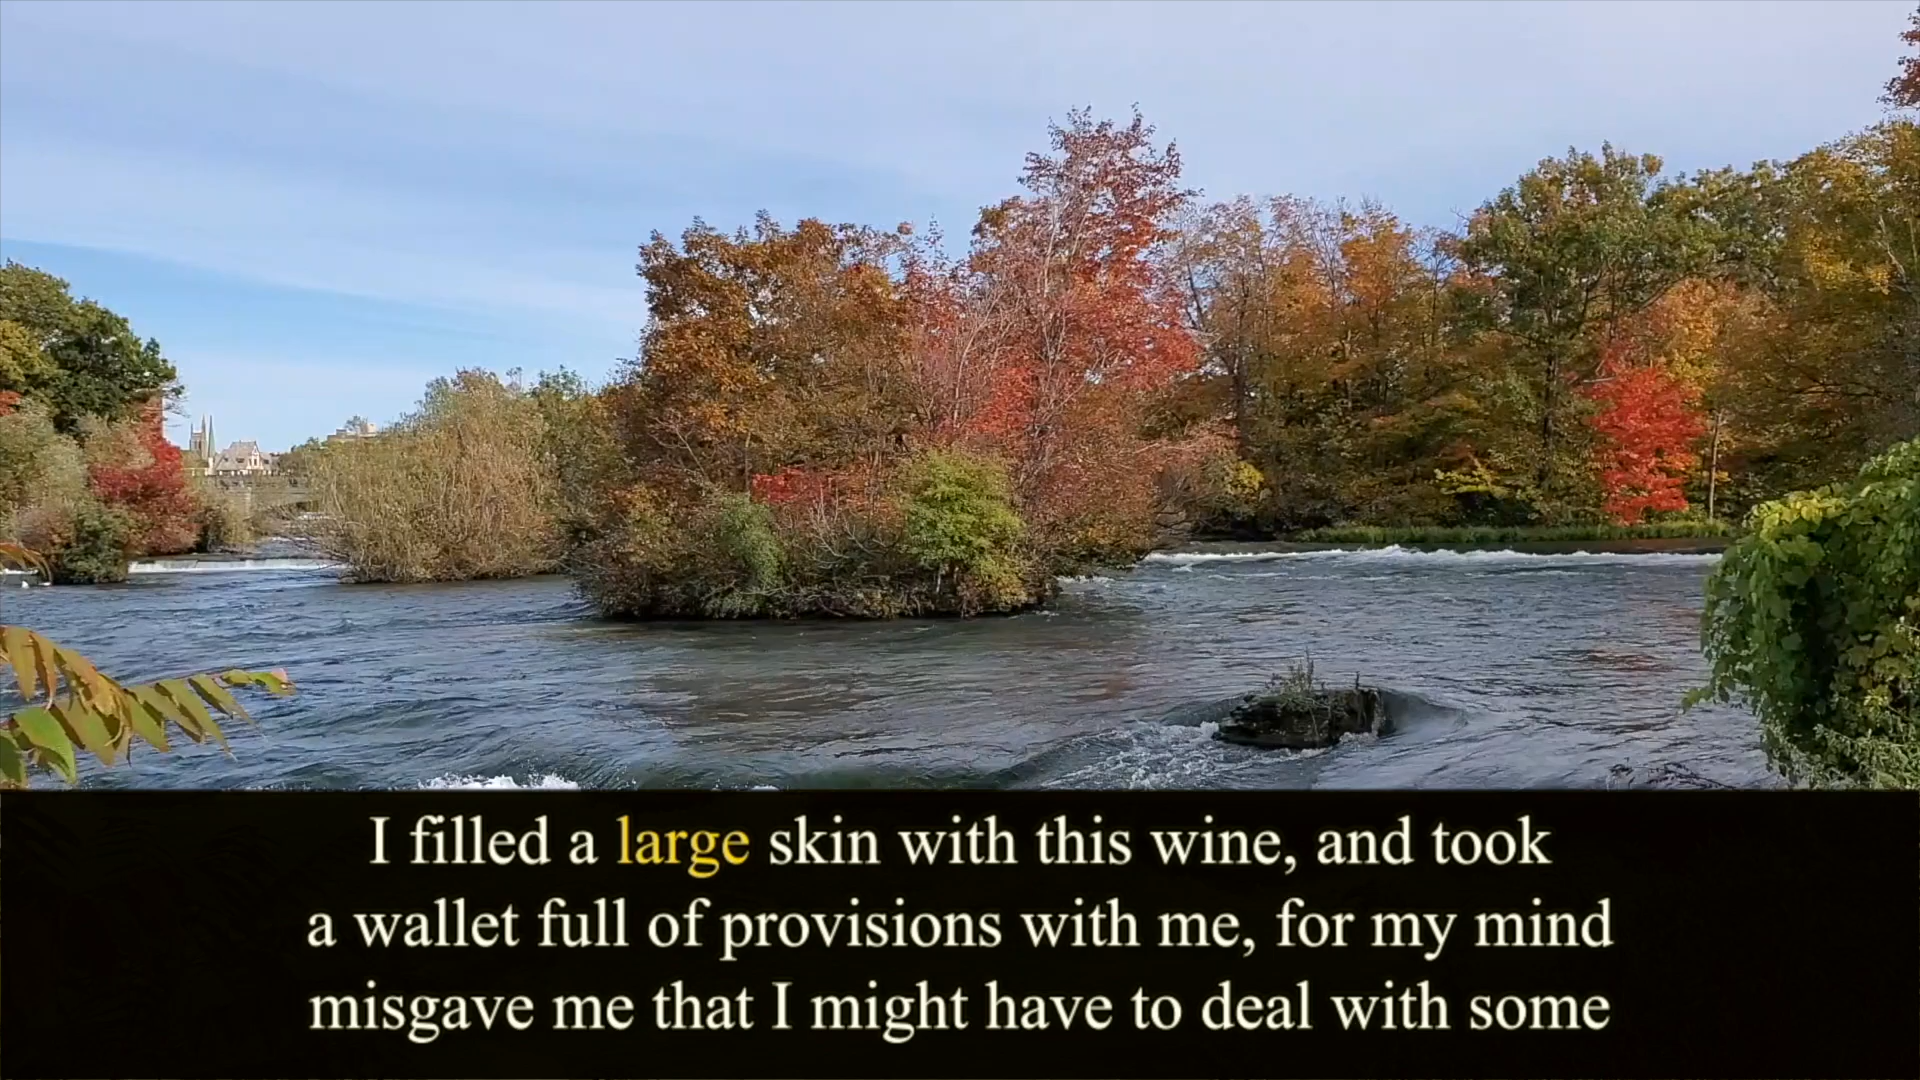 I filled a large skin with this wine, and took
a wallet full of provisions with me, for my mind
misgave me that I might have to deal with some